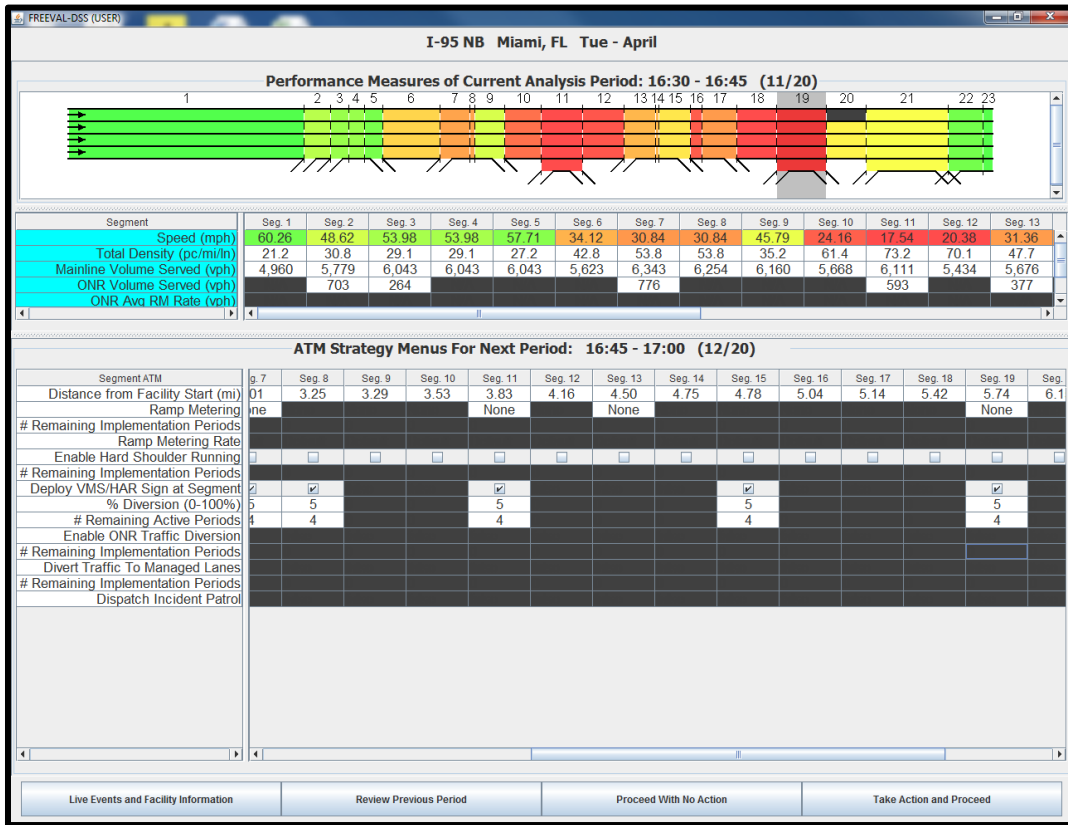 FREEVAL-DSS (USER)
I-95 NB Miami, FL Tue - April
Performance Measures of Current Analysis Period: 16:30 - 16:45 (11/20)
1 2 3 4 5 6 7 8 9 10 11 12 13 14 15 16 17 18 19 20 21 22 23
Segment Seg. 1 Seg. 2 Seg. 3 Seg. 4 Seg. 5 Seg. 6 Seg. 7 Seg. 8 Seg. 9 Seg. 10 Seg. 11 Seg. 12 Seg. 13
Speed (mph) 60.26 48.62 53.98 53.98 57.71 34.12 30.84 30.84 45.79 24.16 17.54 20.38 31.36
Total Density (pc/mi/ln) 21.2 30.8 29.1 29.1 27.2 42.8 53.8 53.8 35.2 61.4 73.2 70.1 47.7
Mainline Volume Served (vph) 4,960 5,779 6,043 6,043 6,043 5,623 6,343 6,254 6,160 5,668 6,111 5,434 5,676
ONR Volume Served (vph) 703 264 776 593 377
ONR Avg RM Rate (vph)
ATM Strategy Menus For Next Period: 16:45 - 17:00 (12/20)
Segment ATM g. 7 Seg. 8 Seg. 9 Seg. 10 Seg. 11 Seg. 12 Seg. 13 Seg. 14 Seg. 15 Seg. 16 Seg. 17 Seg. 18 Seg. 19 Seg.
Distance from Facility Start (mi) 01 3.25 3.29 3.53 3.83 4.16 4.50 4.75 4.78 5.04 5.14 5.42 5.74 6.1
Ramp Metering one None None None
# Remaining Implementation Periods
Ramp Metering Rate
Enable Hard Shoulder Running
# Remaining Implementation Periods
Deploy VMS/HAR Sign at Segment
% Diversion (0-100%) 5 5 5 5 5
# Remaining Active Periods 4 4 4 4 4
Enable ONR Traffic Diversion
# Remaining Implementation Periods
Divert Traffic To Managed Lanes
# Remaining Implementation Periods
Dispatch Incident Patrol
Live Events and Facility Information Review Previous Period Proceed With No Action Take Action and Proceed